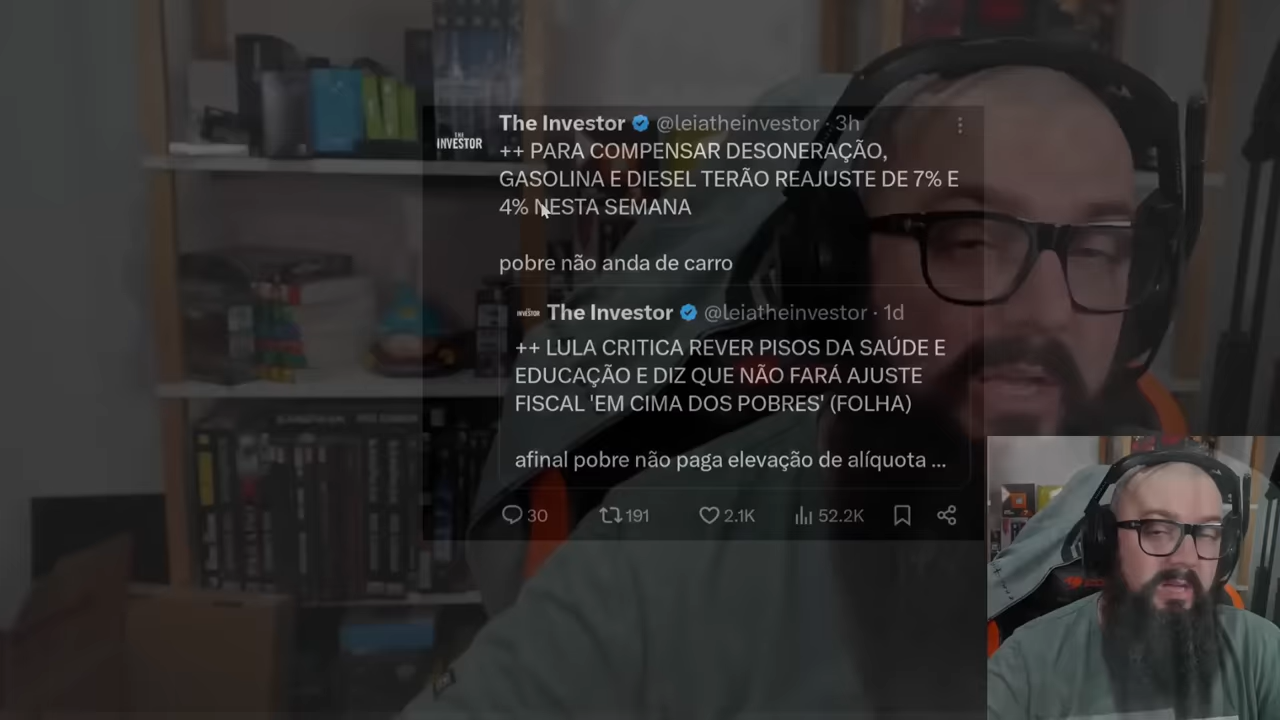 The Investor @leiatheinvestor · 3h
THE INVESTOR
++ PARA COMPENSAR DESONERAÇÃO,
GASOLINA E DIESEL TERÃO REAJUSTE DE 7% E
4% NESTA SEMANA
pobre não anda de carro
The Investor @leiatheinvestor · 1d
++ LULA CRITICA REVER PISOS DA SAÚDE E
EDUCAÇÃO E DIZ QUE NÃO FARÁ AJUSTE
FISCAL 'EM CIMA DOS POBRES' (FOLHA)
afinal pobre não paga elevação de alíquota ...
30 191 2.1K 52.2K